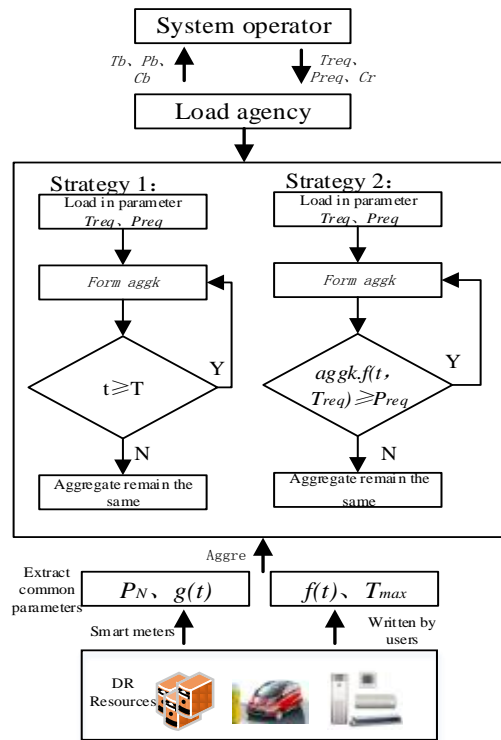 System operator
Tb、Pb、
Cb
Treq、
Preq、Cr
Load agency
Strategy 1：
Load in parameter
Treq、Preq
Form aggk
t≥T
Y
N
Aggregate remain the
same
Strategy 2：
Load in parameter
Treq、Preq
Form aggk
aggk.f(t，
Treq)≥Preq
Y
N
Aggregate remain the
same
Aggre
Extract
common
parameters
PN、g(t)
f(t)、Tmax
Smart meters
Written by
users
DR
Resources